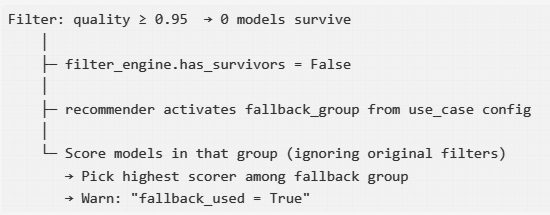 Filter: quality ≥ 0.95 → 0 models survive
│
├─ filter_engine.has_survivors = False
│
├─ recommender activates fallback_group from use_case config
│
└─ Score models in that group (ignoring original filters)
→ Pick highest scorer among fallback group
→ Warn: "fallback_used = True"